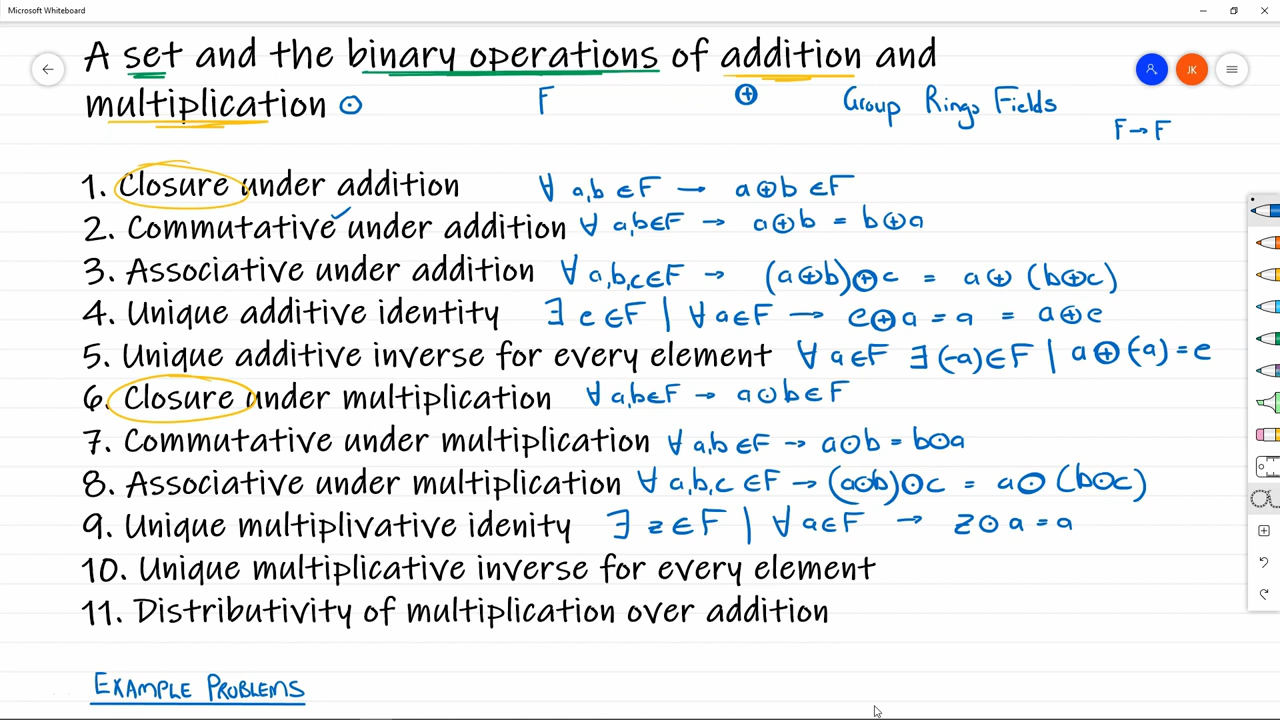 Microsoft Whiteboard
A set and the binary operations of addition and
multiplication ⊙ F ⊕ Group Rings Fields
JK
F → F
1. Closure under addition ∀ a,b ∈ F → a ⊕ b ∈ F
2. Commutative under addition ∀ a,b ∈ F → a ⊕ b = b ⊕ a
3. Associative under addition ∀ a,b,c ∈ F → (a ⊕ b) ⊕ c = a ⊕ (b ⊕ c)
4. Unique additive identity ∃ e ∈ F | ∀ a ∈ F → e ⊕ a = a = a ⊕ e
5. Unique additive inverse for every element ∀ a ∈ F ∃ (-a) ∈ F | a ⊕ (-a) = e
6. Closure under multiplication ∀ a,b ∈ F → a ⊙ b ∈ F
7. Commutative under multiplication ∀ a,b ∈ F → a ⊙ b = b ⊙ a
8. Associative under multiplication ∀ a,b,c ∈ F → (a ⊙ b) ⊙ c = a ⊙ (b ⊙ c)
9. Unique multiplivative idenity ∃ z ∈ F | ∀ a ∈ F → z ⊙ a = a
10. Unique multiplicative inverse for every element
11. Distributivity of multiplication over addition
EXAMPLE PROBLEMS